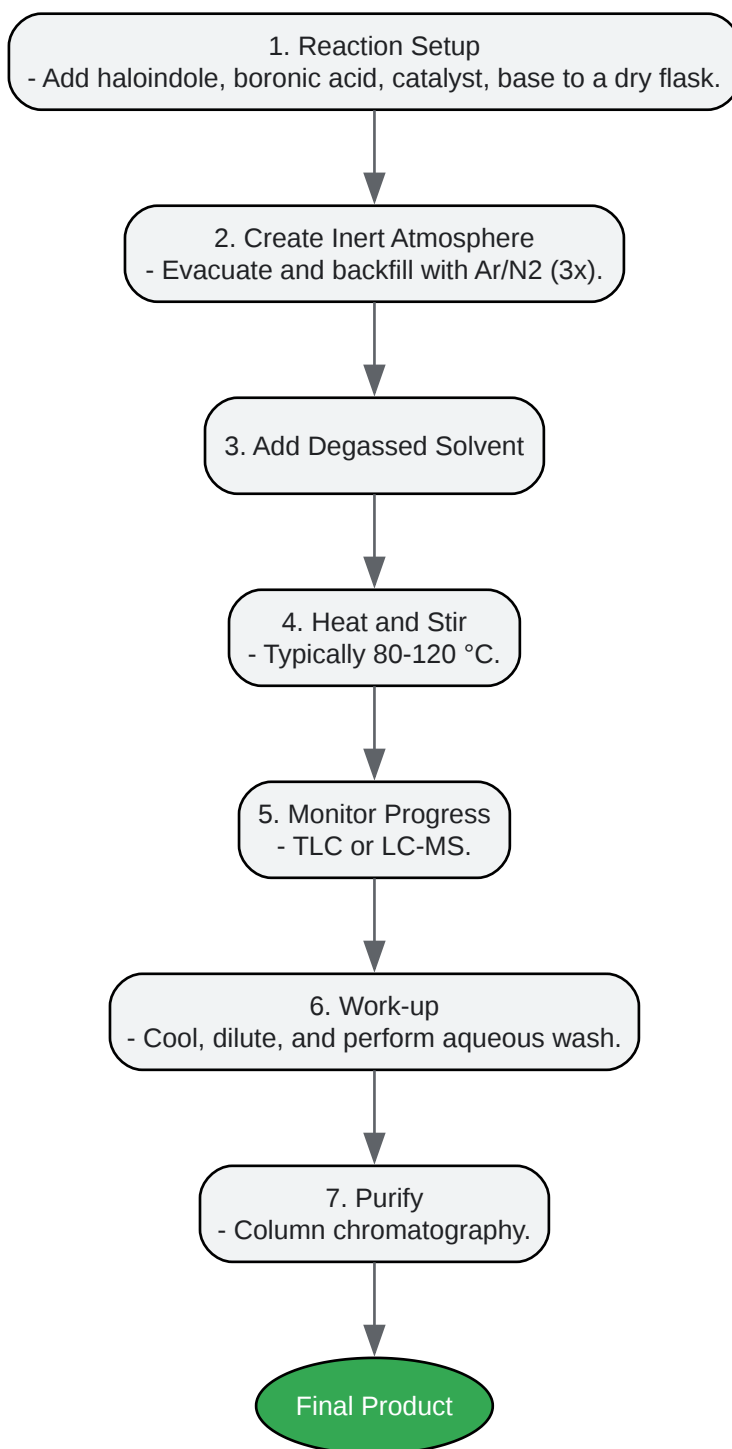 1. Reaction Setup
- Add haloindole, boronic acid, catalyst, base to a dry flask.
2. Create Inert Atmosphere
- Evacuate and backfill with Ar/N2 (3x).
3. Add Degassed Solvent
4. Heat and Stir
- Typically 80-120 °C.
5. Monitor Progress
- TLC or LC-MS.
6. Work-up
- Cool, dilute, and perform aqueous wash.
7. Purify
- Column chromatography.
Final Product